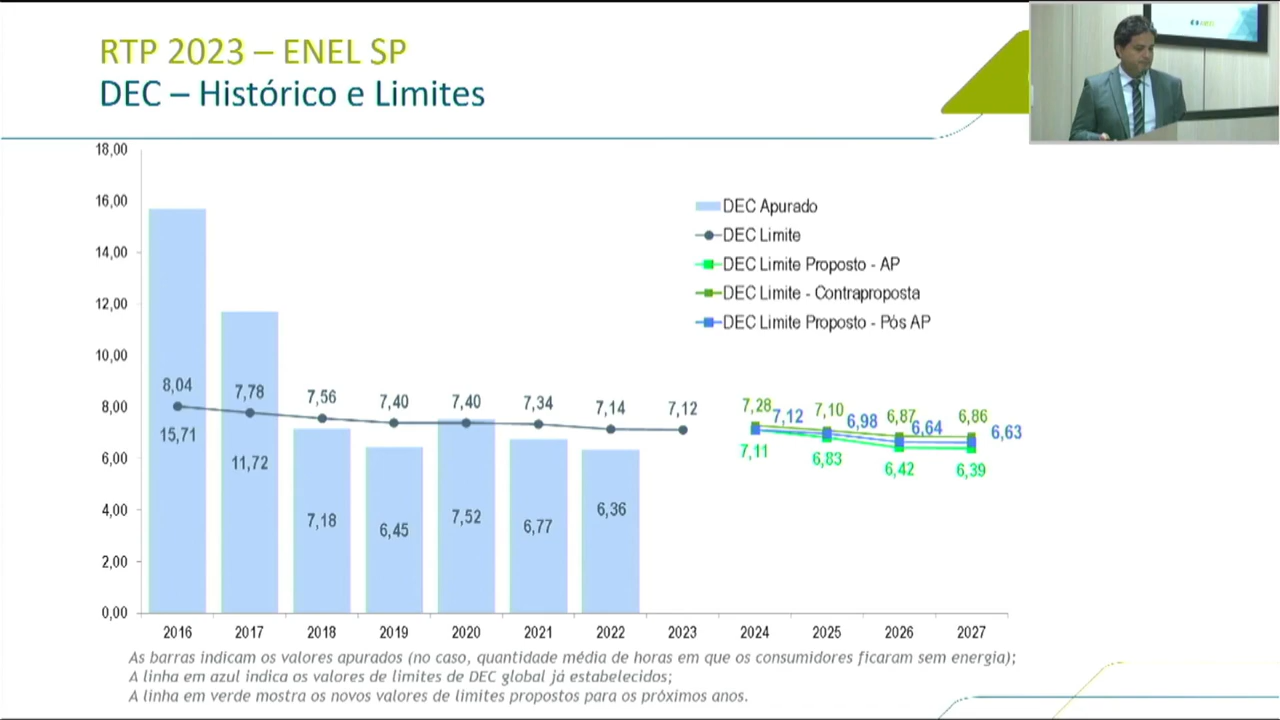 RTP 2023 – ENEL SP
DEC – Histórico e Limites
18,00
16,00
14,00
12,00
10,00
8,00
6,00
4,00
2,00
0,00
DEC Apurado
DEC Limite
DEC Limite Proposto - AP
DEC Limite - Contraproposta
DEC Limite Proposto - Pós AP
8,04 7,78 7,56 7,40 7,40 7,34 7,14 7,12
15,71 11,72 7,18 6,45 7,52 6,77 6,36
7,28 7,10 6,87 6,86
7,12 6,98 6,64 6,63
7,11 6,83 6,42 6,39
2016 2017 2018 2019 2020 2021 2022 2023 2024 2025 2026 2027
As barras indicam os valores apurados (no caso, quantidade média de horas em que os consumidores ficaram sem energia);
A linha em azul indica os valores de limites de DEC global já estabelecidos;
A linha em verde mostra os novos valores de limites propostos para os próximos anos.